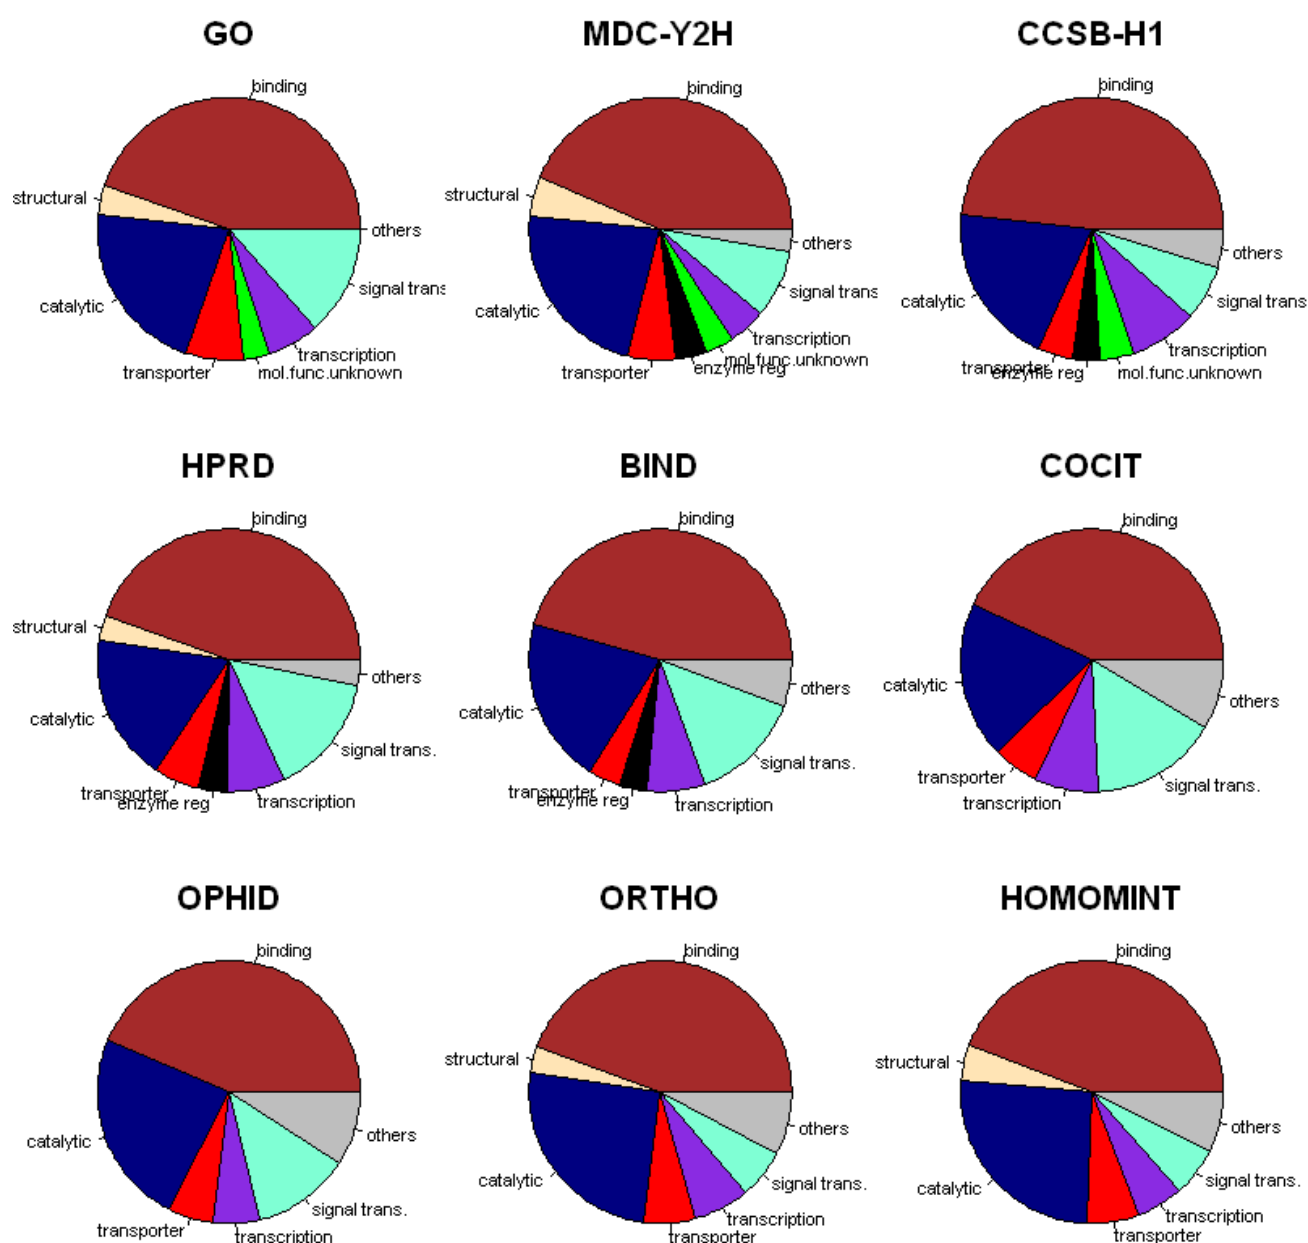 GO
MDC-Y2H
CCSB-H1
binding
structural
catalytic
transporter
mol.func.unknown
transcription
signal trans
others
binding
structural
catalytic
transporter
enzyme reg
mol.func.unknown
transcription
signal trans
others
binding
catalytic
transporter
enzyme reg
mol.func.unknown
transcription
signal trans
others
HPRD
BIND
COCIT
binding
structural
catalytic
transporter
enzyme reg
transcription
signal trans.
others
binding
catalytic
transporter
enzyme reg
transcription
signal trans.
others
binding
catalytic
transporter
transcription
signal trans.
others
OPHID
ORTHO
HOMOMINT
binding
catalytic
transporter
transcription
signal trans.
others
binding
structural
catalytic
transporter
transcription
signal trans.
others
binding
structural
catalytic
transporter
transcription
signal trans.
others